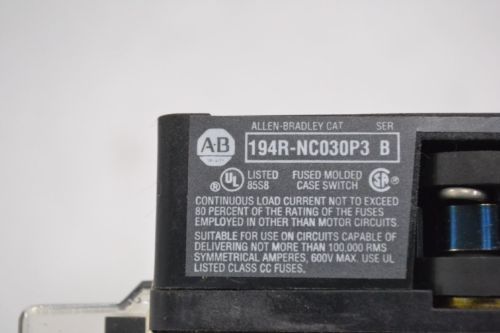 ALLEN-BRADLEY CAT SER
A-B 194R-NC030P3 B
UL LISTED FUSED MOLDED SA
85S8 CASE SWITCH
CONTINUOUS LOAD CURRENT NOT TO EXCEED
80 PERCENT OF THE RATING OF THE FUSES
EMPLOYED IN OTHER THAN MOTOR CIRCUITS.
SUITABLE FOR USE ON CIRCUITS CAPABLE OF
DELIVERING NOT MORE THAN 100,000 RMS
SYMMETRICAL AMPERES, 600V MAX. USE UL
LISTED CLASS CC FUSES.